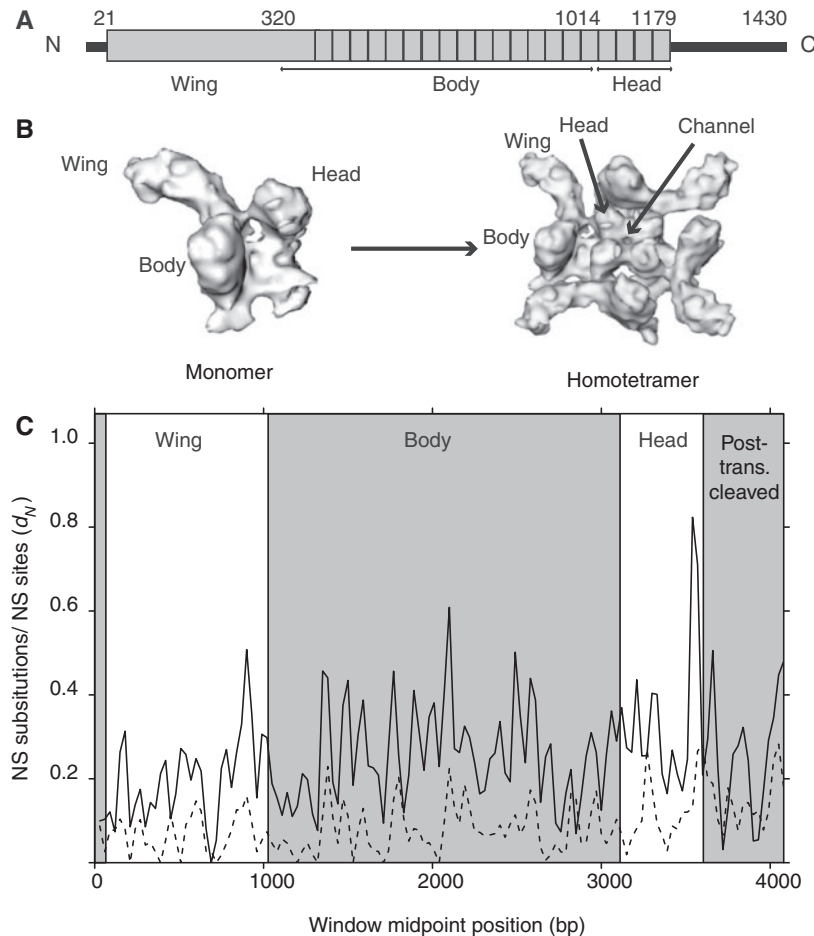 A
21 320 1014 1179 1430
N C
Wing Body Head
B
Wing Head
Body
Monomer
Wing Head Channel
Body
Homotetramer
C
Wing Body Head Post-
trans.
cleaved
NS subsitutions/ NS sites (dN)
1.0
0.8
0.6
0.4
0.2
0 1000 2000 3000 4000
Window midpoint position (bp)